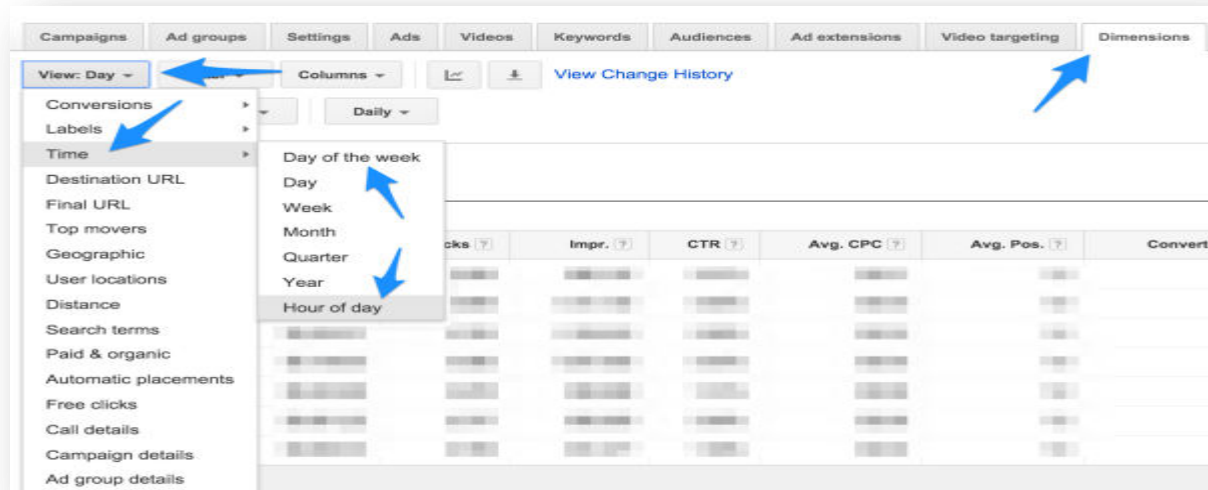 Campaigns Ad groups Settings Ads Videos Keywords Audiences Ad extensions Video targeting Dimensions
View: Day Columns View Change History
Conversions
Daily
Labels
Time
Destination URL
Final URL
Top movers
Geographic
User locations
Distance
Search terms
Paid & organic
Automatic placements
Free clicks
Call details
Campaign details
Ad group details
Day of the week
Day
Week
Month
Quarter
Year
Hour of day
cks ? Impr. ? CTR ? Avg. CPC ? Avg. Pos. ? Convert